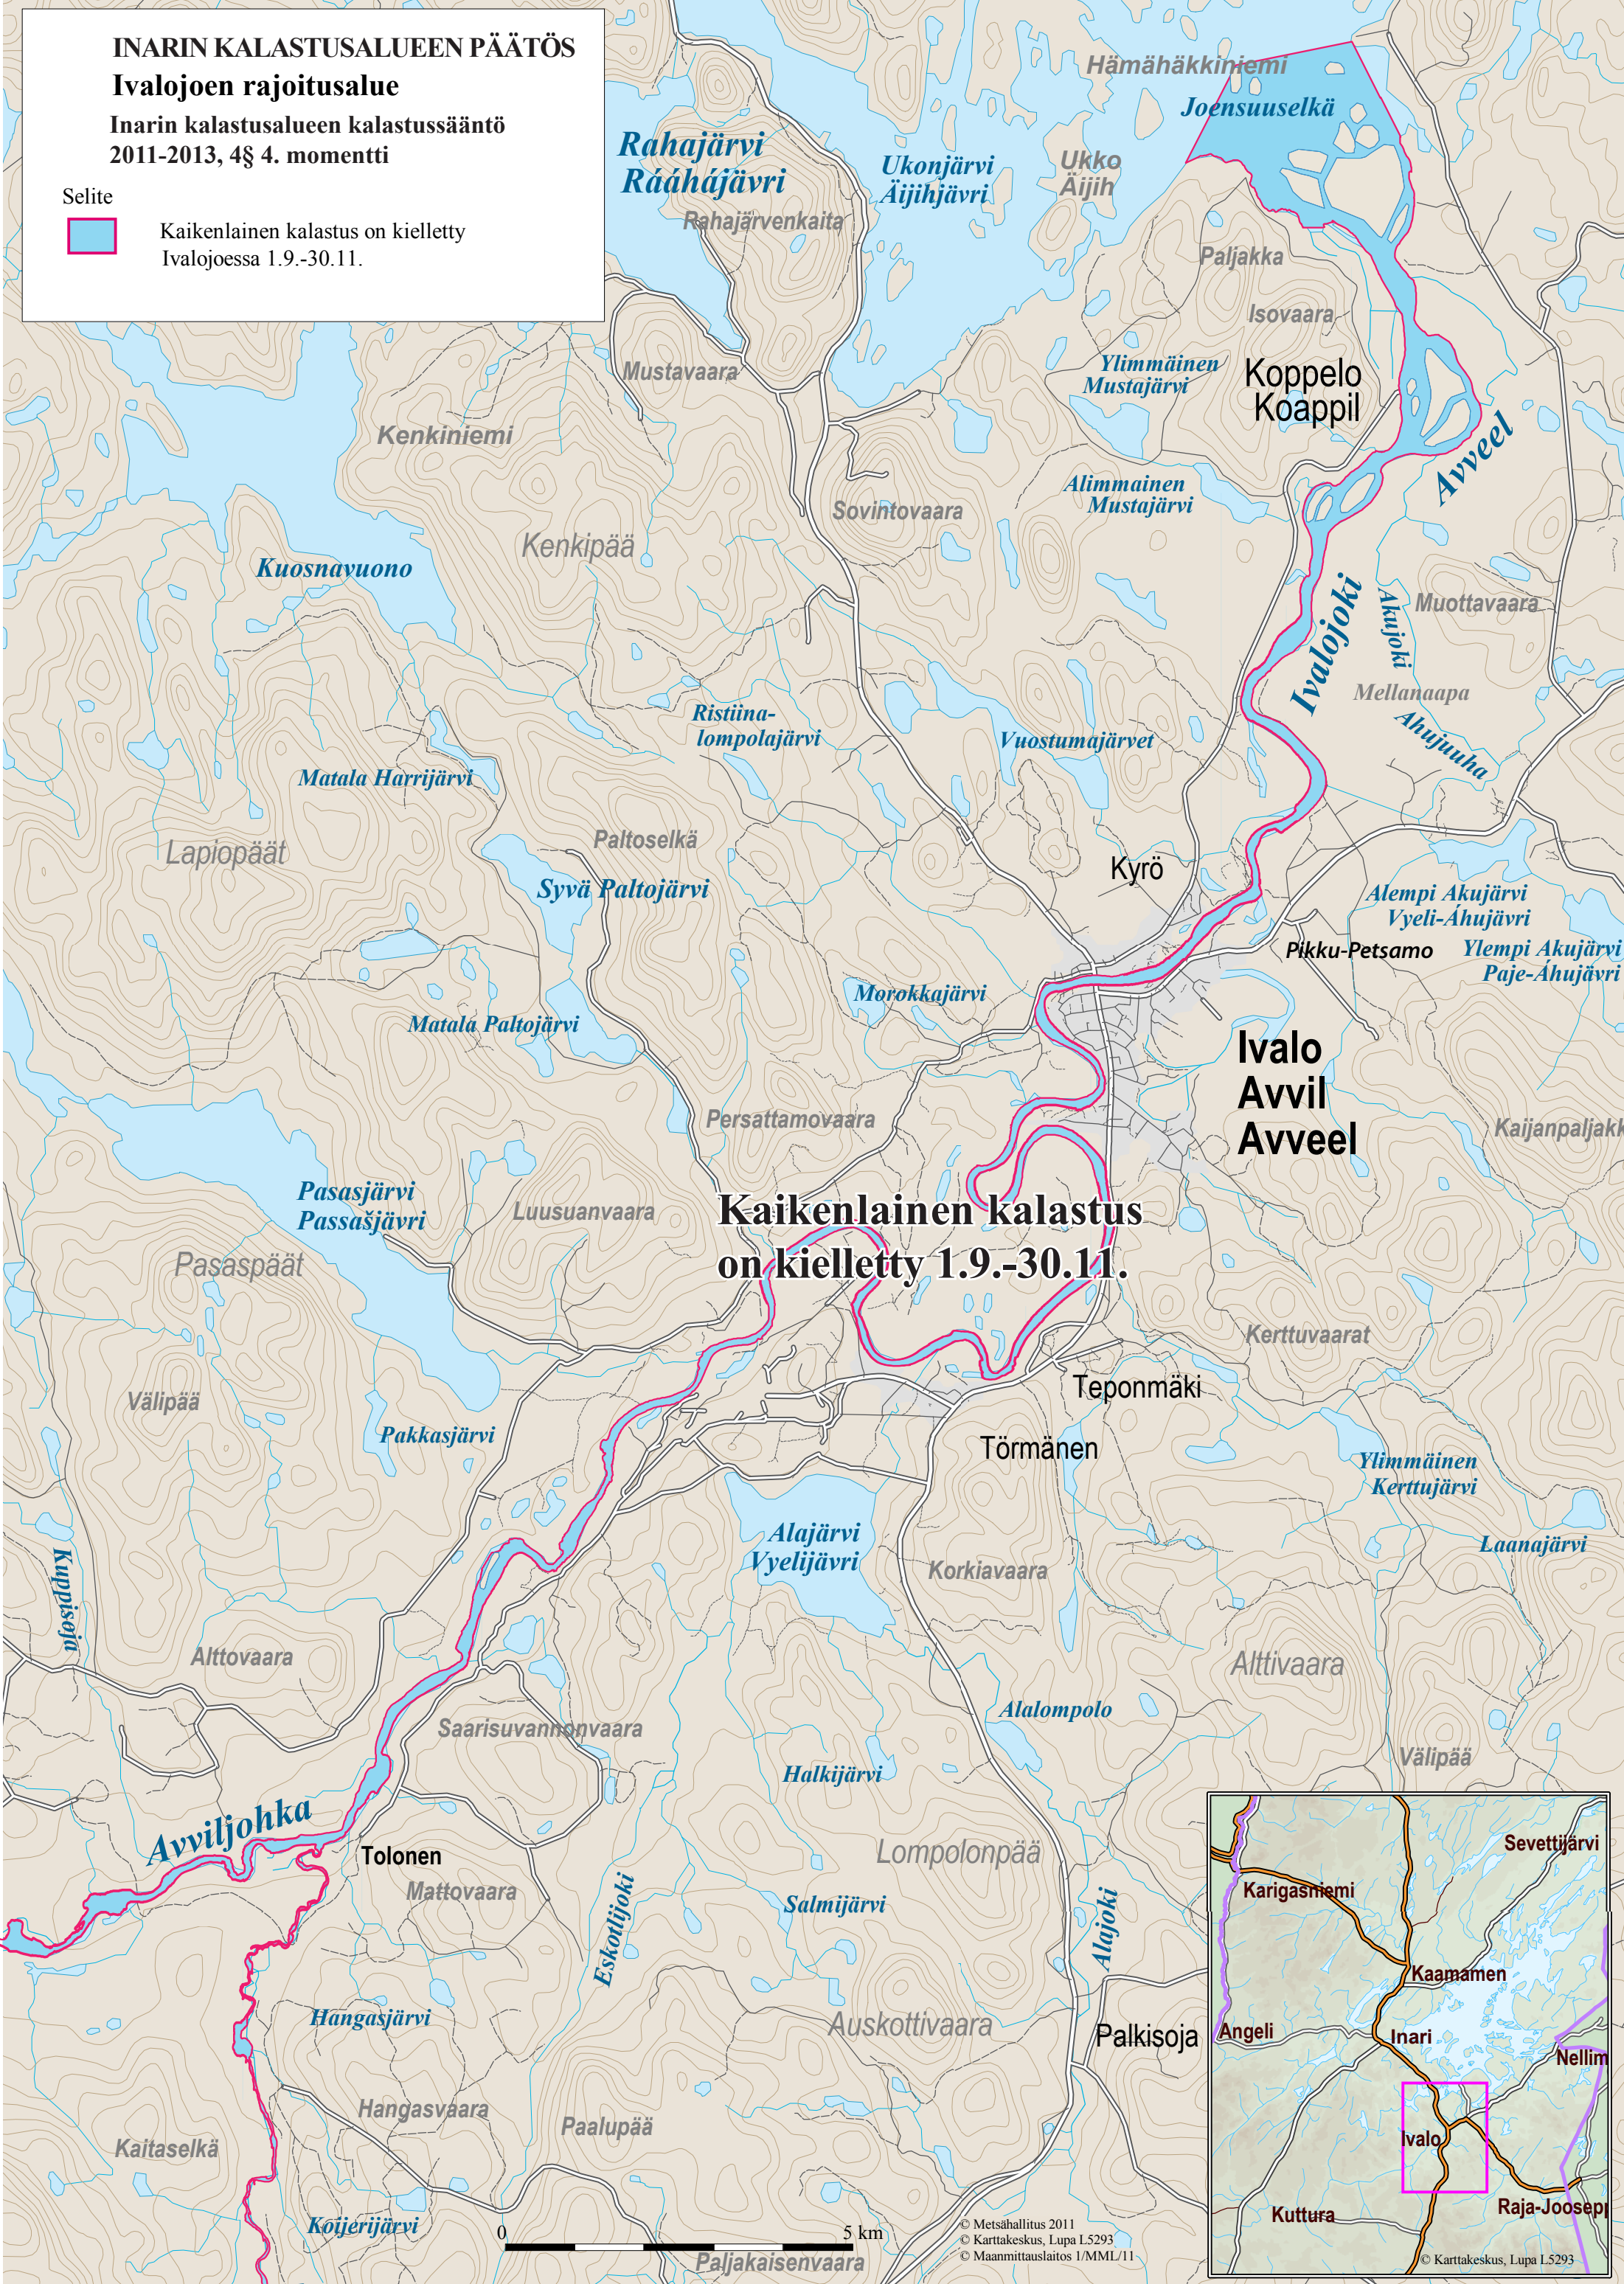 INARIN KALASTUSALUEEN PÄÄTÖS
Ivalojoen rajoitusalue
Inarin kalastusalueen kalastussääntö
2011-2013, 4§ 4. momentti
Selite
Kaikenlainen kalastus on kielletty
Ivalojoessa 1.9.-30.11.
Hämähäkkiniemi
Joensuuselkä
Rahajärvi
Rááhájävri
Rahajärvenkaita
Ukonjärvi
Äijihjävri
Ukko
Äijih
Paljakka
Isovaara
Mustavaara
Ylimmäinen
Mustajärvi
Koppelo
Koappil
Kenkiniemi
Avveel
Alimmainen
Mustajärvi
Sovintovaara
Kenkipää
Kuosnavuono
Ivalojoki
Akujoki
Muottavaara
Mellanaapa
Ahujuuha
Ristiina-
lompolajärvi
Vuostumajärvet
Matala Harrijärvi
Lapiopäät
Paltoselkä
Syvä Paltojärvi
Kyrö
Alempi Akujärvi
Vyeli-Áhujävri
Pikku-Petsamo
Ylempi Akujärvi
Paje-Áhujävri
Morokkajärvi
Matala Paltojärvi
Ivalo
Avvil
Avveel
Persattamovaara
Kaijanpaljakk
Pasasjärvi
Passašjävri
Luusuanvaara
Kaikenlainen kalastus
on kielletty 1.9.-30.11.
Pasaspäät
Kerttuvaarat
Teponmäki
Välipää
Pakkasjärvi
Törmänen
Ylimmäinen
Kerttujärvi
Alajärvi
Vyelijävri
Laanajärvi
Korkiavaara
Kuppisoja
Alttovaara
Alttivaara
Saarisuvannonvaara
Alalompolo
Välipää
Halkijärvi
Avviljohka
Tolonen
Lompolonpää
Mattovaara
Salmijärvi
Eskotlijoki
Alajoki
Hangasjärvi
Auskottivaara
Palkisoja
Hangasvaara
Paalupää
Kaitaselkä
Koijerijärvi
0
5 km
Paljakaisenvaara
© Metsähallitus 2011
© Karttakeskus, Lupa L5293
© Maanmittauslaitos 1/MML/11
Sevettijärvi
Karigasniemi
Kaamamen
Angeli
Inari
Nellim
Ivalo
Kuttura
Raja-Joosepp
© Karttakeskus, Lupa L5293